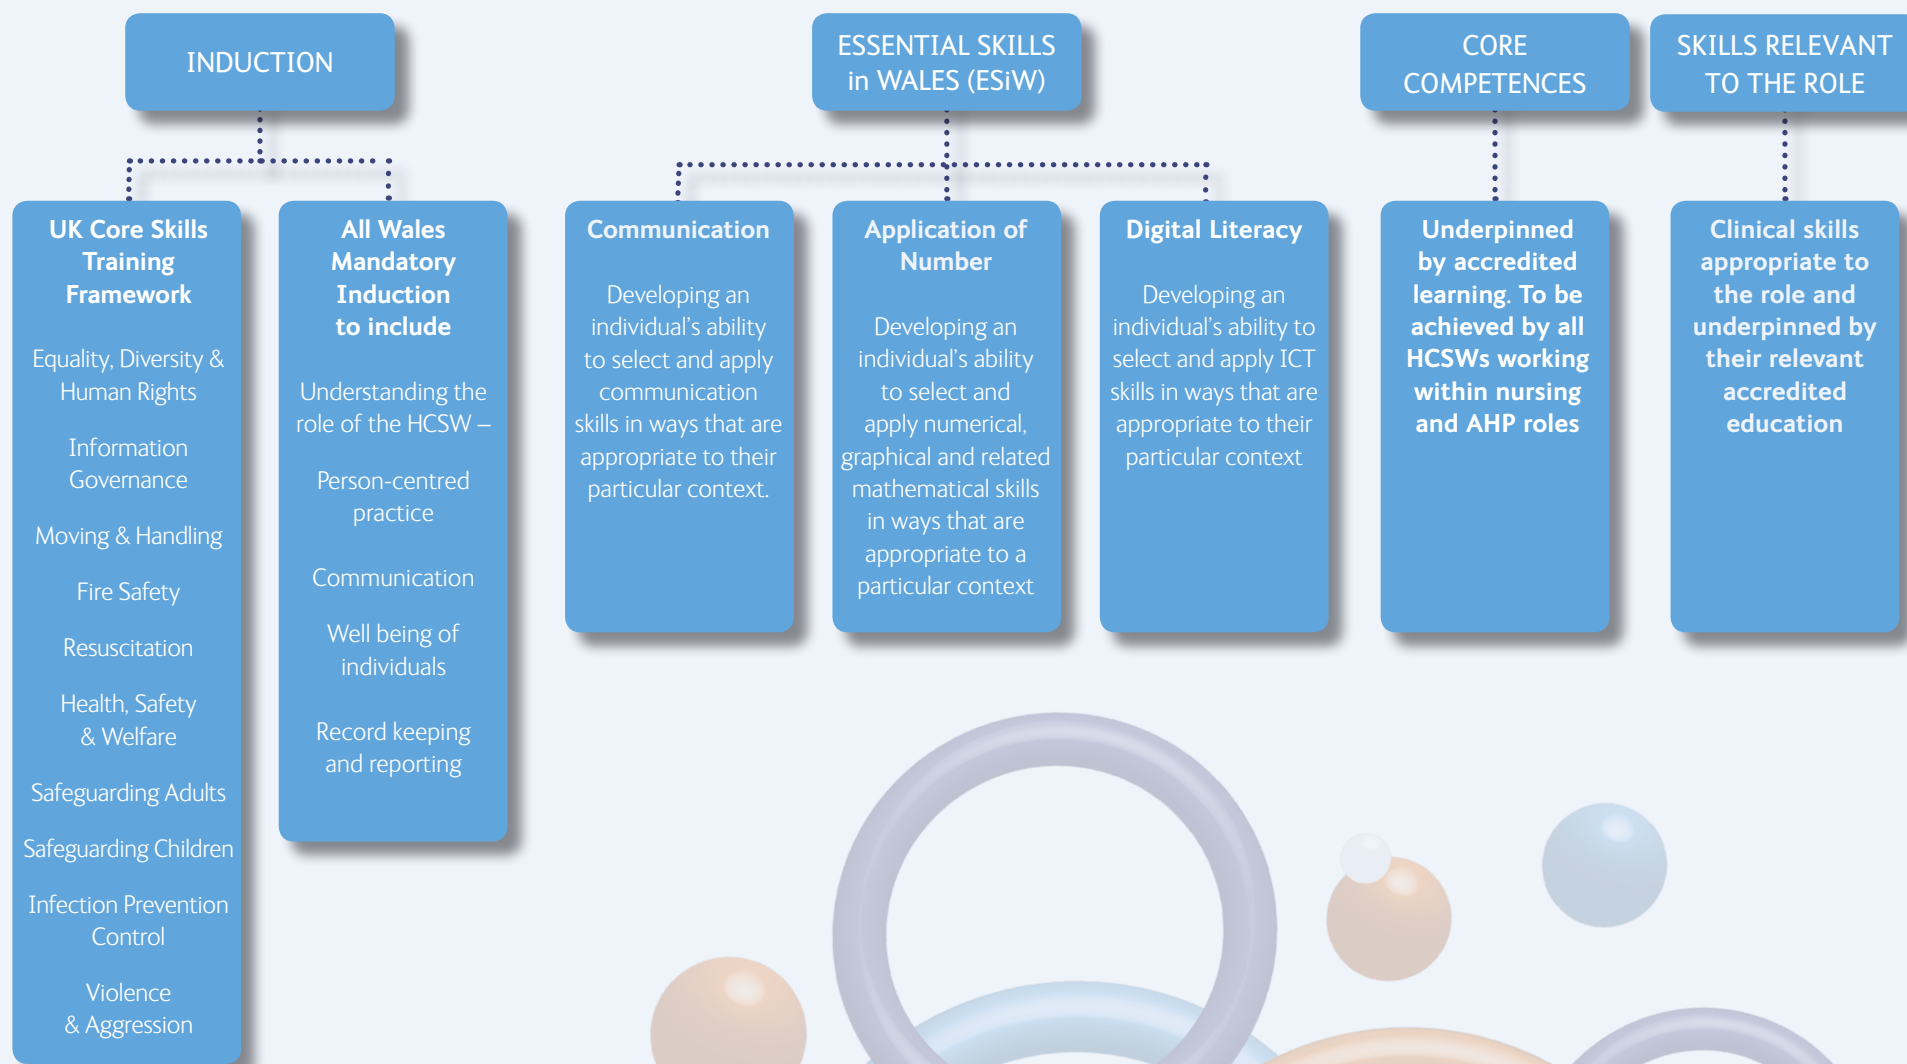 INDUCTION
UK Core Skills
Training
Framework
Equality, Diversity &
Human Rights
Information
Governance
Moving & Handling
Fire Safety
Resuscitation
Health, Safety
& Welfare
Safeguarding Adults
Safeguarding Children
Infection Prevention
Control
Violence
& Aggression
All Wales
Mandatory
Induction
to include
Understanding the
role of the HCSW –
Person-centred
practice
Communication
Well being of
individuals
Record keeping
and reporting
ESSENTIAL SKILLS
in WALES (ESiW)
Communication
Developing an
individual's ability
to select and apply
communication
skills in ways that are
appropriate to their
particular context.
Application of
Number
Developing an
individual's ability
to select and
apply numerical,
graphical and related
mathematical skills
in ways that are
appropriate to a
particular context
Digital Literacy
Developing an
individual's ability to
select and apply ICT
skills in ways that are
appropriate to their
particular context
CORE
COMPETENCES
Underpinned
by accredited
learning. To be
achieved by all
HCSWs working
within nursing
and AHP roles
SKILLS RELEVANT
TO THE ROLE
Clinical skills
appropriate to
the role and
underpinned by
their relevant
accredited
education